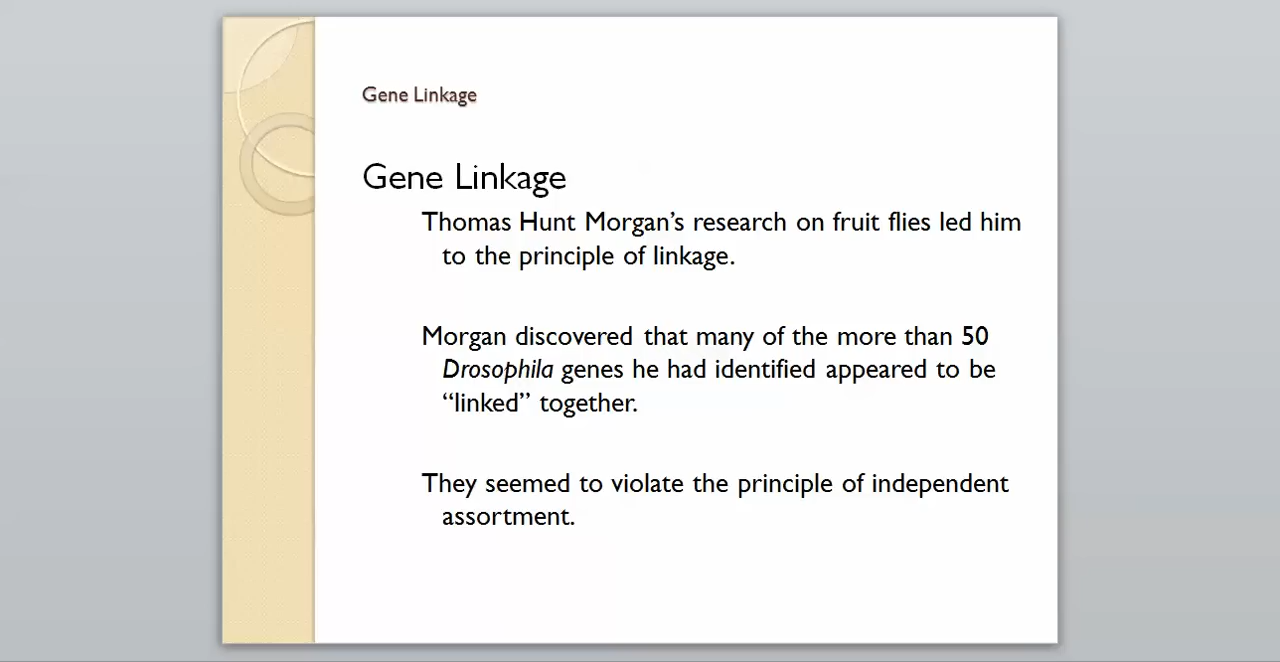 Gene Linkage
Gene Linkage
Thomas Hunt Morgan’s research on fruit flies led him
to the principle of linkage.
Morgan discovered that many of the more than 50
Drosophila genes he had identified appeared to be
“linked” together.
They seemed to violate the principle of independent
assortment.